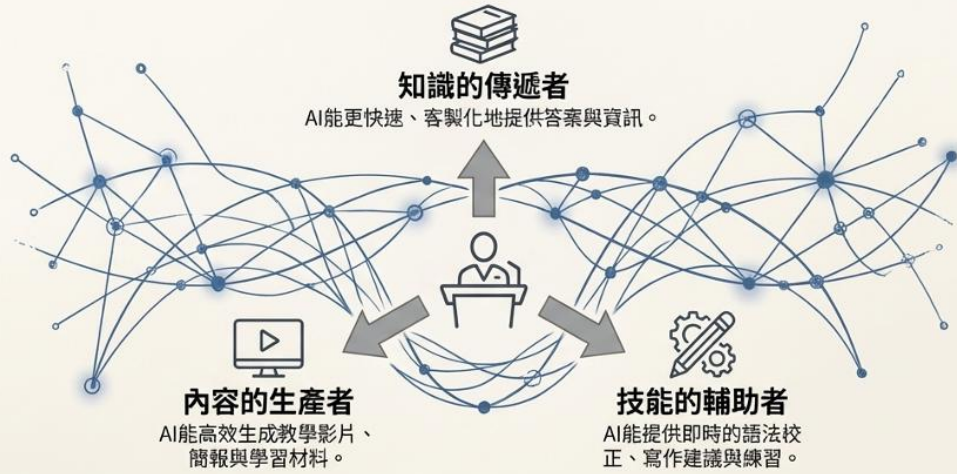 知識的傳遞者
AI能更快速、客製化地提供答案與資訊。
內容的生產者
AI能高效生成教學影片、
簡報與學習材料。
技能的輔助者
AI能提供即時的語法校
正、寫作建議與練習。